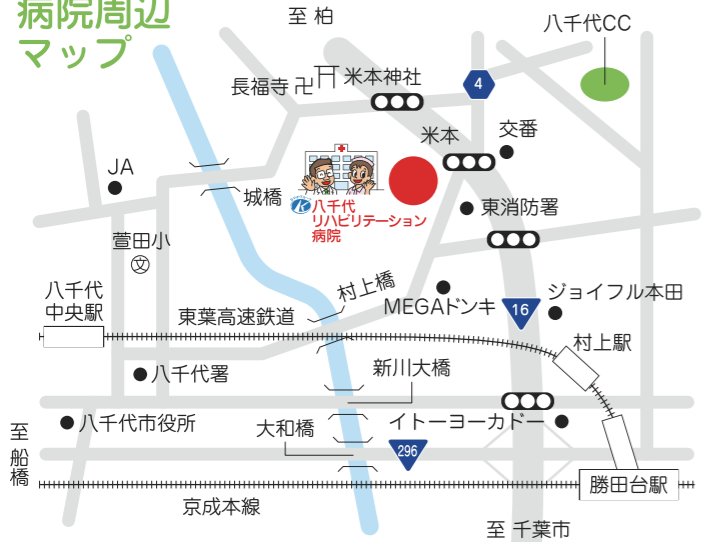 病院周辺
マップ
至 柏
八千代CC
長福寺
米本神社
4
米本
交番
JA
城橋
八千代
リハビリテーション
病院
東消防署
萱田小
文
村上橋
八千代
中央駅
東葉高速鉄道
MEGAドンキ
16
ジョイフル本田
村上駅
八千代署
新川大橋
八千代市役所
大和橋
イトーヨーカドー
至 船橋
296
勝田台駅
京成本線
至 千葉市